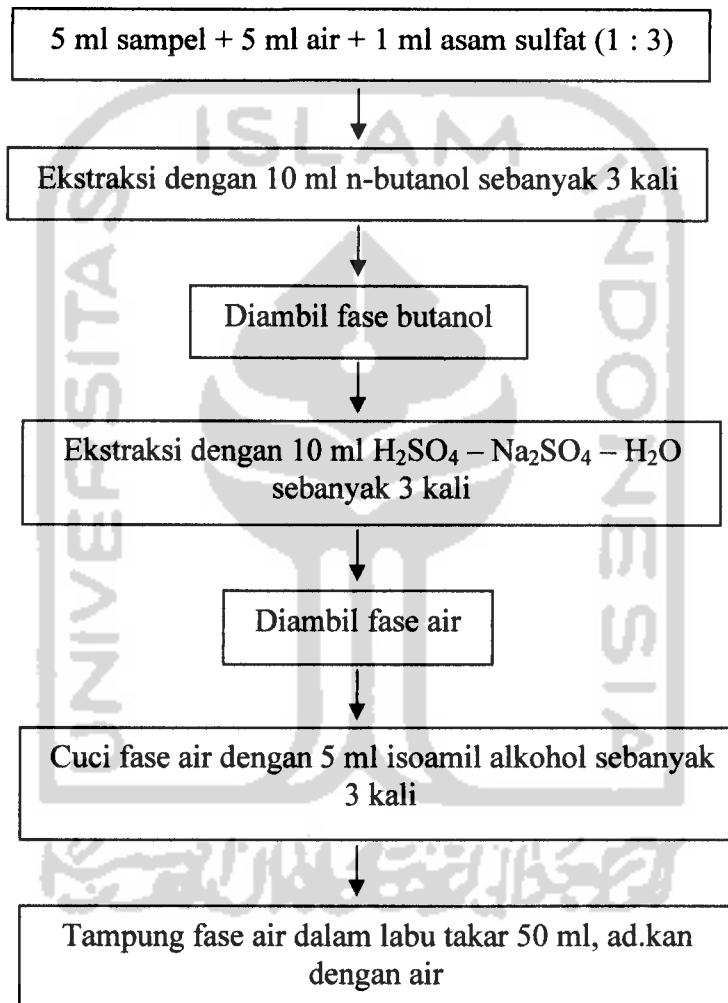 5 ml sampel + 5 ml air + 1 ml asam sulfat (1 : 3)
Ekstraksi dengan 10 ml n-butanol sebanyak 3 kali
Diambil fase butanol
Ekstraksi dengan 10 ml H₂SO₄ – Na₂SO₄ – H₂O
sebanyak 3 kali
Diambil fase air
Cuci fase air dengan 5 ml isoamil alkohol sebanyak
3 kali
Tampung fase air dalam labu takar 50 ml, ad.kan
dengan air
UNIVERSITAS
ISLAM
INDONESIA